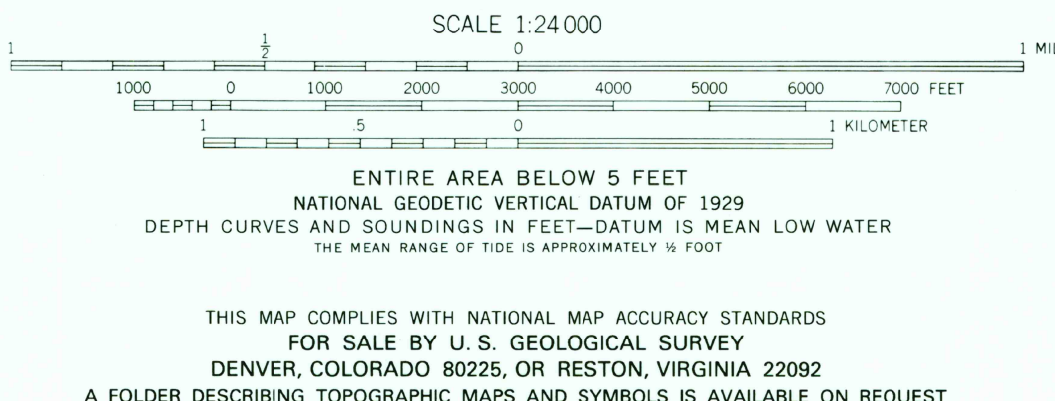 SCALE 1:24 000
1 ½ 0 1
1000 0 1000 2000 3000 4000 5000 6000 7000 FEET
1 .5 0 1 KILOMETER
ENTIRE AREA BELOW 5 FEET
NATIONAL GEODETIC VERTICAL DATUM OF 1929
DEPTH CURVES AND SOUNDINGS IN FEET—DATUM IS MEAN LOW WATER
THE MEAN RANGE OF TIDE IS APPROXIMATELY ½ FOOT
THIS MAP COMPLIES WITH NATIONAL MAP ACCURACY STANDARDS
FOR SALE BY U. S. GEOLOGICAL SURVEY
DENVER, COLORADO 80225, OR RESTON, VIRGINIA 22092
A FOLDER DESCRIBING TOPOGRAPHIC MAPS AND SYMBOLS IS AVAILABLE ON REQUEST